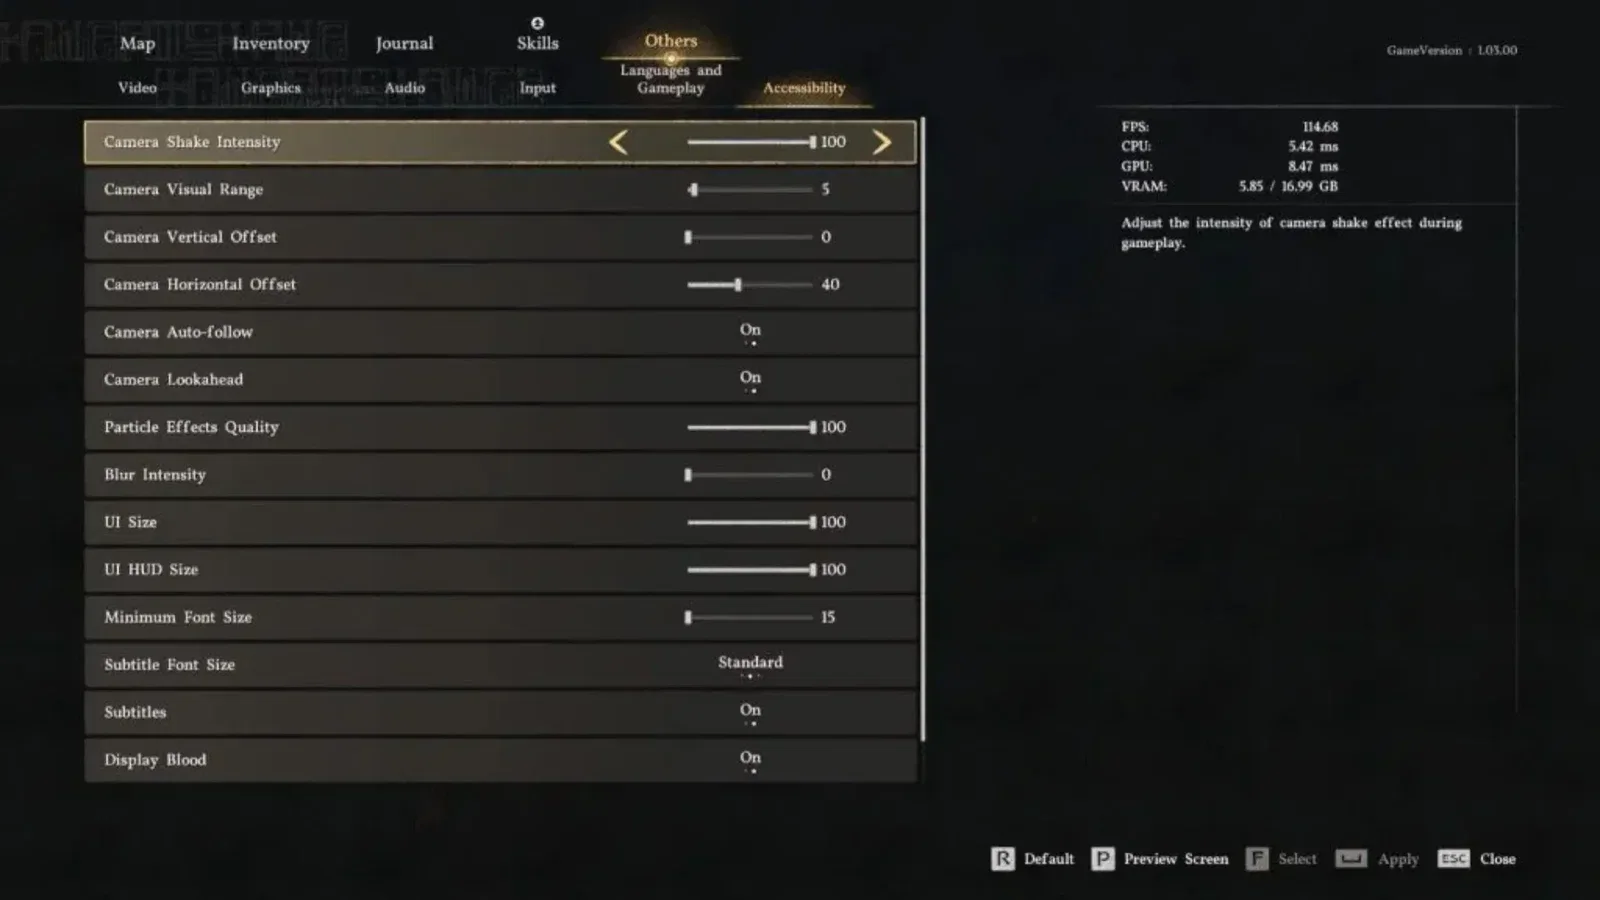 Map Inventory Journal Skills Others
GameVersion : 1.03.00
Video Graphics Audio Input Languages and Gameplay Accessibility
Camera Shake Intensity 100
Camera Visual Range 5
Camera Vertical Offset 0
Camera Horizontal Offset 40
Camera Auto-follow On
Camera Lookahead On
Particle Effects Quality 100
Blur Intensity 0
UI Size 100
UI HUD Size 100
Minimum Font Size 15
Subtitle Font Size Standard
Subtitles On
Display Blood On
FPS: 114.68
CPU: 5.42 ms
GPU: 8.47 ms
VRAM: 5.85 / 16.99 GB
Adjust the intensity of camera shake effect during
gameplay.
R Default P Preview Screen F Select Apply ESC Close